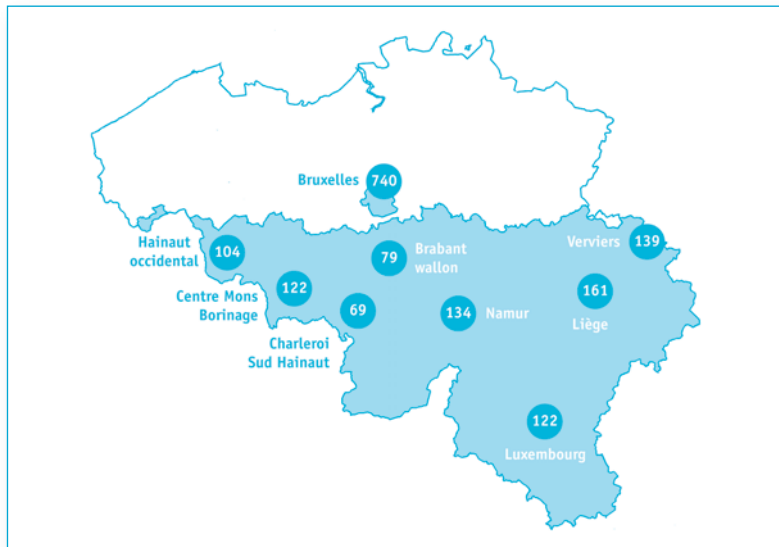 Bruxelles
740
Hainaut
occidental
104
Brabant
wallon
79
Verviers
139
Centre Mons
Borinage
122
161
Liège
69
Charleroi
Sud Hainaut
134
Namur
122
Luxembourg